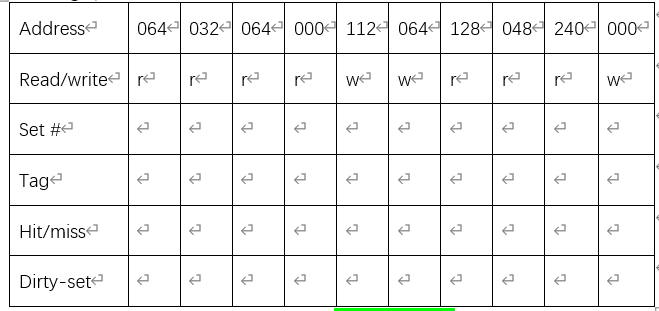 Address 064 032 064 000 112 064 128 048 240 000
Read/write r r r r w w r r r w
Set #
Tag
Hit/miss
Dirty-set